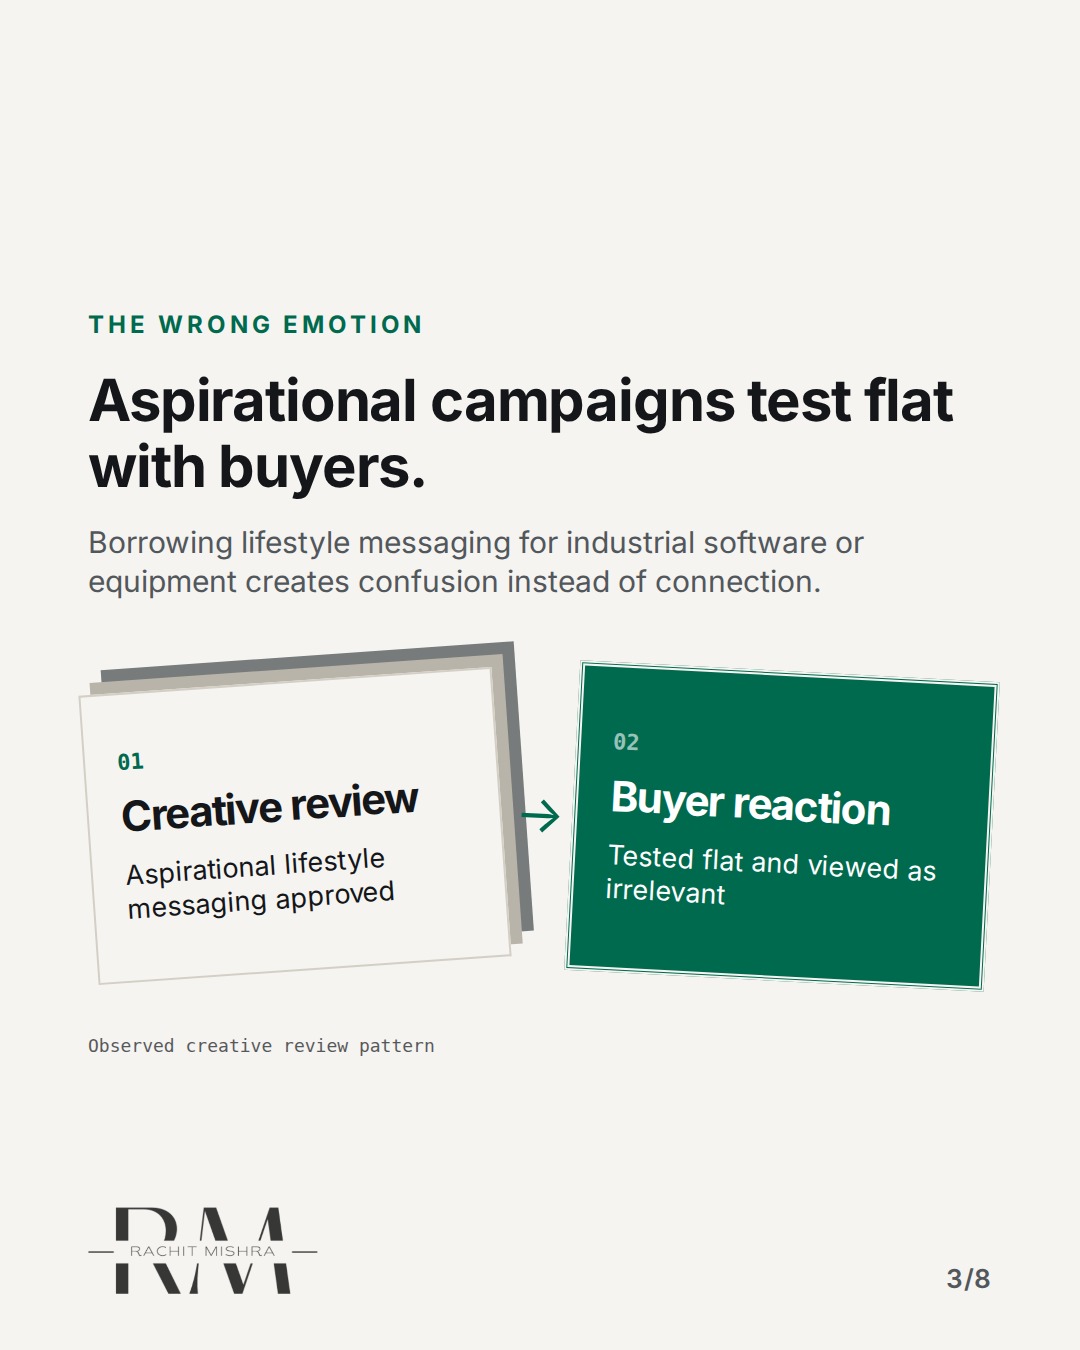 THE WRONG EMOTION
Aspirational campaigns test flat
with buyers.
Borrowing lifestyle messaging for industrial software or
equipment creates confusion instead of connection.
01
Creative review
Aspirational lifestyle
messaging approved
02
Buyer reaction
Tested flat and viewed as
irrelevant
Observed creative review pattern
RM
RACHIT MISHRA
3/8